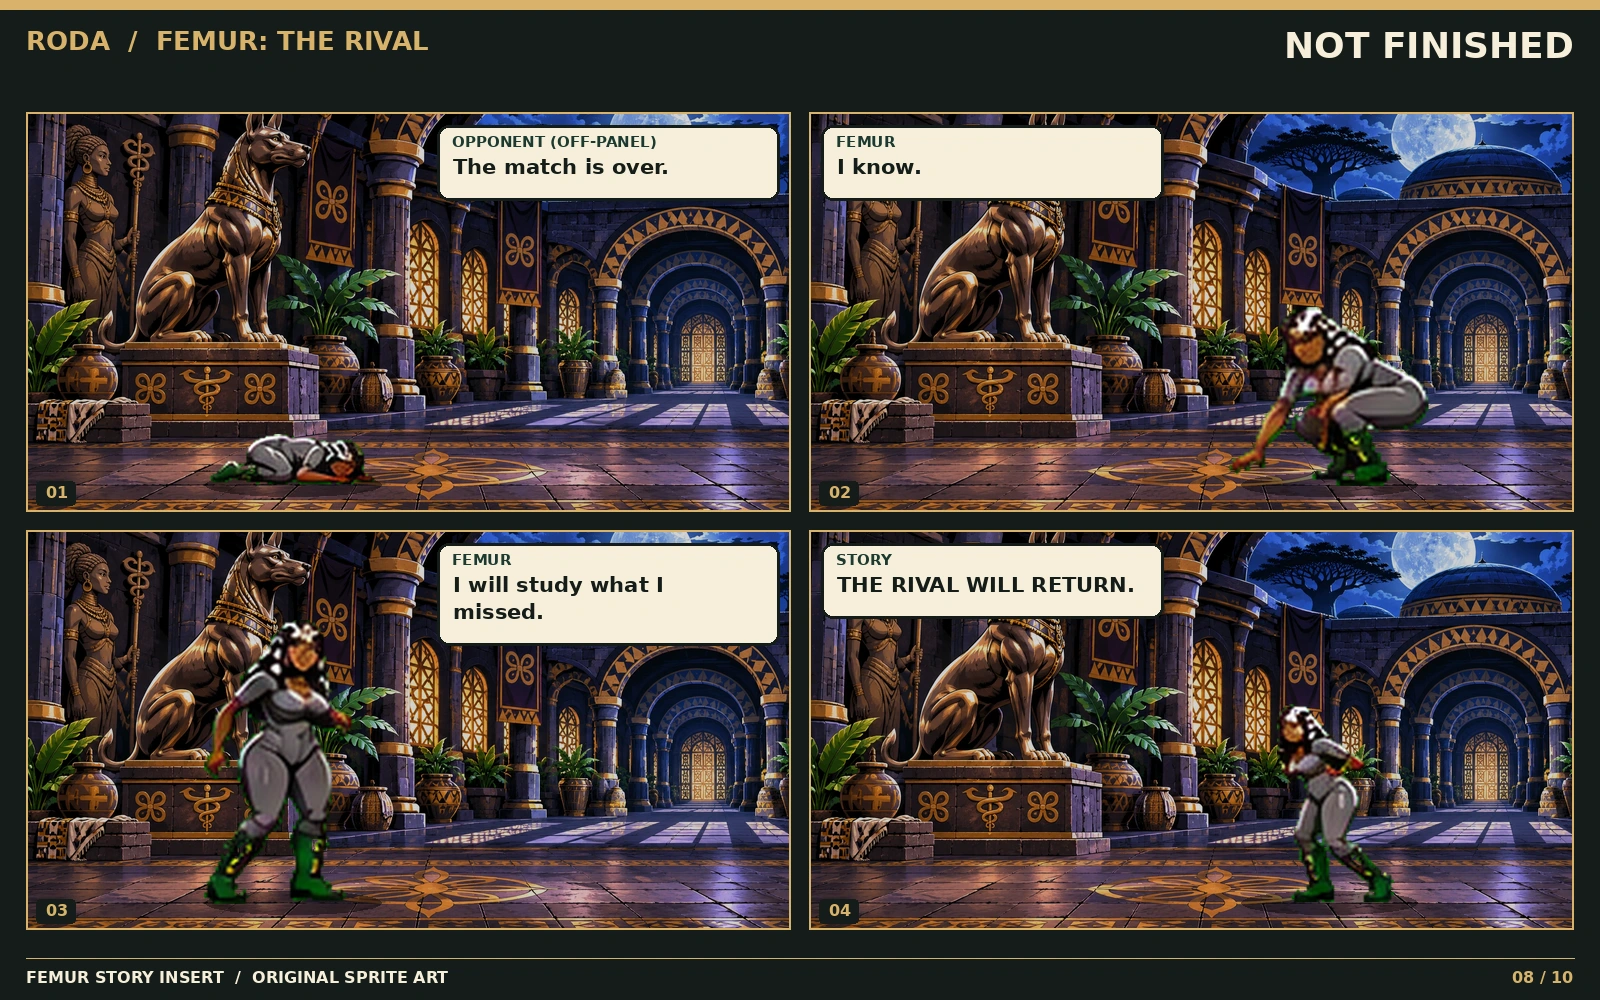 RODA / FEMUR: THE RIVAL
NOT FINISHED
OPPONENT (OFF-PANEL)
The match is over.
01
FEMUR
I know.
02
FEMUR
I will study what I
missed.
03
STORY
THE RIVAL WILL RETURN.
04
FEMUR STORY INSERT / ORIGINAL SPRITE ART
08 / 10